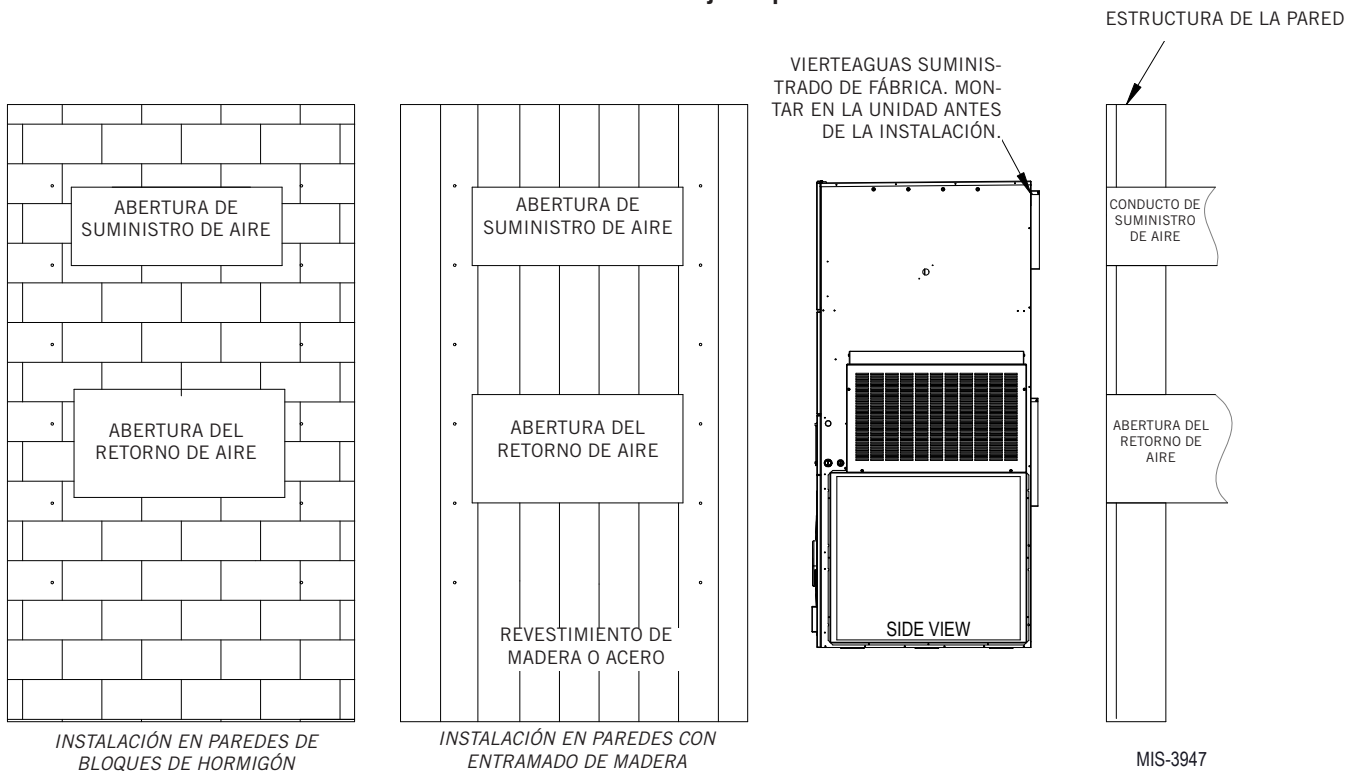 ESTRUCTURA DE LA PARED
VIERTEAGUAS SUMINIS-
TRADO DE FÁBRICA. MON-
TAR EN LA UNIDAD ANTES
DE LA INSTALACIÓN.
ABERTURA DE
SUMINISTRO DE AIRE
ABERTURA DEL
RETORNO DE AIRE
INSTALACIÓN EN PAREDES DE
BLOQUES DE HORMIGÓN
ABERTURA DE
SUMINISTRO DE AIRE
ABERTURA DEL
RETORNO DE AIRE
REVESTIMIENTO DE
MADERA O ACERO
INSTALACIÓN EN PAREDES CON
ENTRAMADO DE MADERA
SIDE VIEW
CONDUCTO DE
SUMINISTRO
DE AIRE
ABERTURA DEL
RETORNO DE
AIRE
MIS-3947